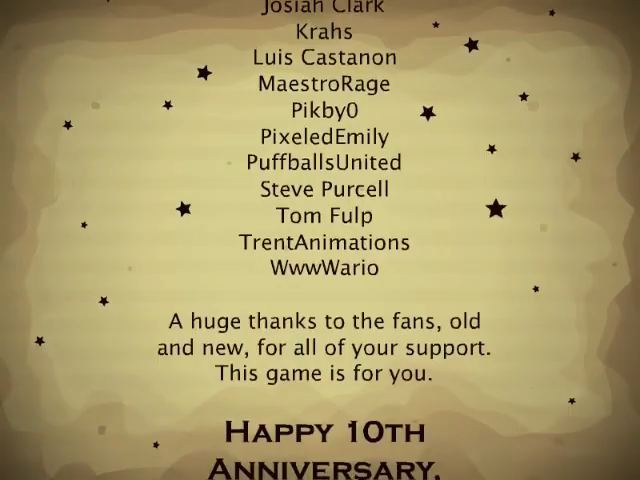 Josiah Clark
Krahs
Luis Castanon
MaestroRage
Pikby0
PixeledEmily
PuffballsUnited
Steve Purcell
Tom Fulp
TrentAnimations
WwwWario
A huge thanks to the fans, old
and new, for all of your support.
This game is for you.
Happy 10th
Anniversary,